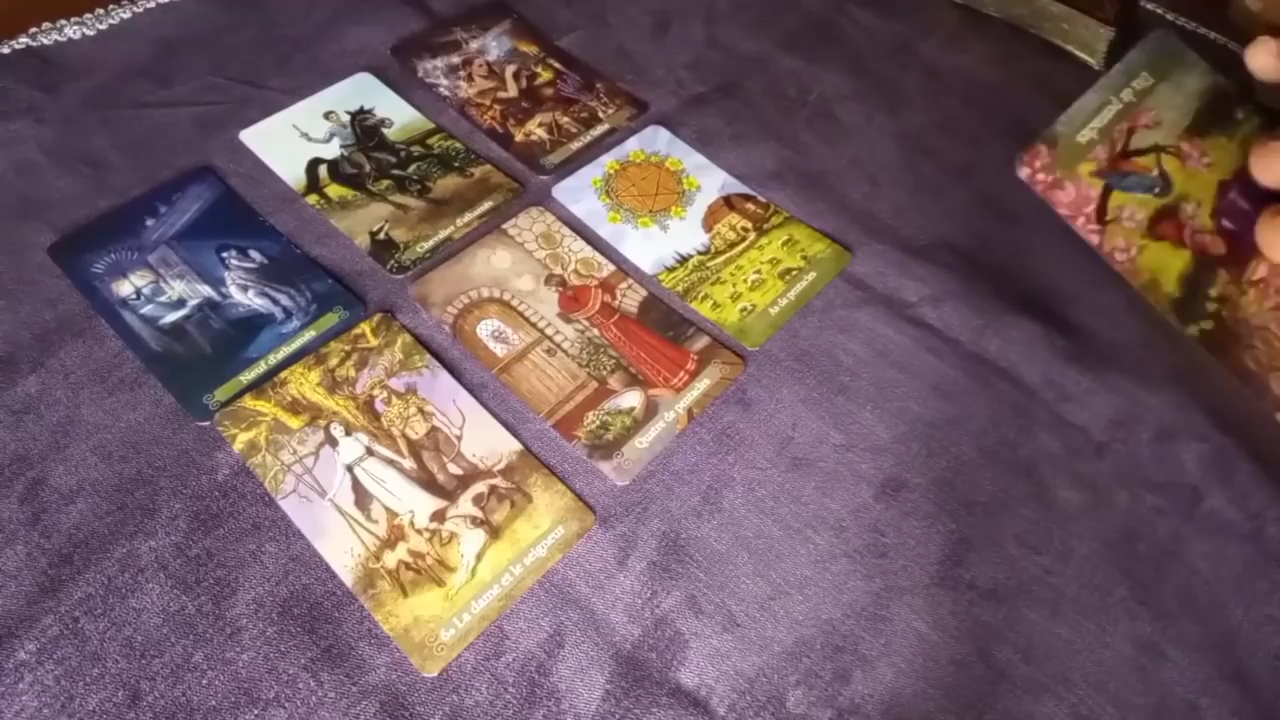 Chevalier d'athamés
As de pentacles
Neuf d'athamés
Quatre de pentacles
6• La dame et le seigneur